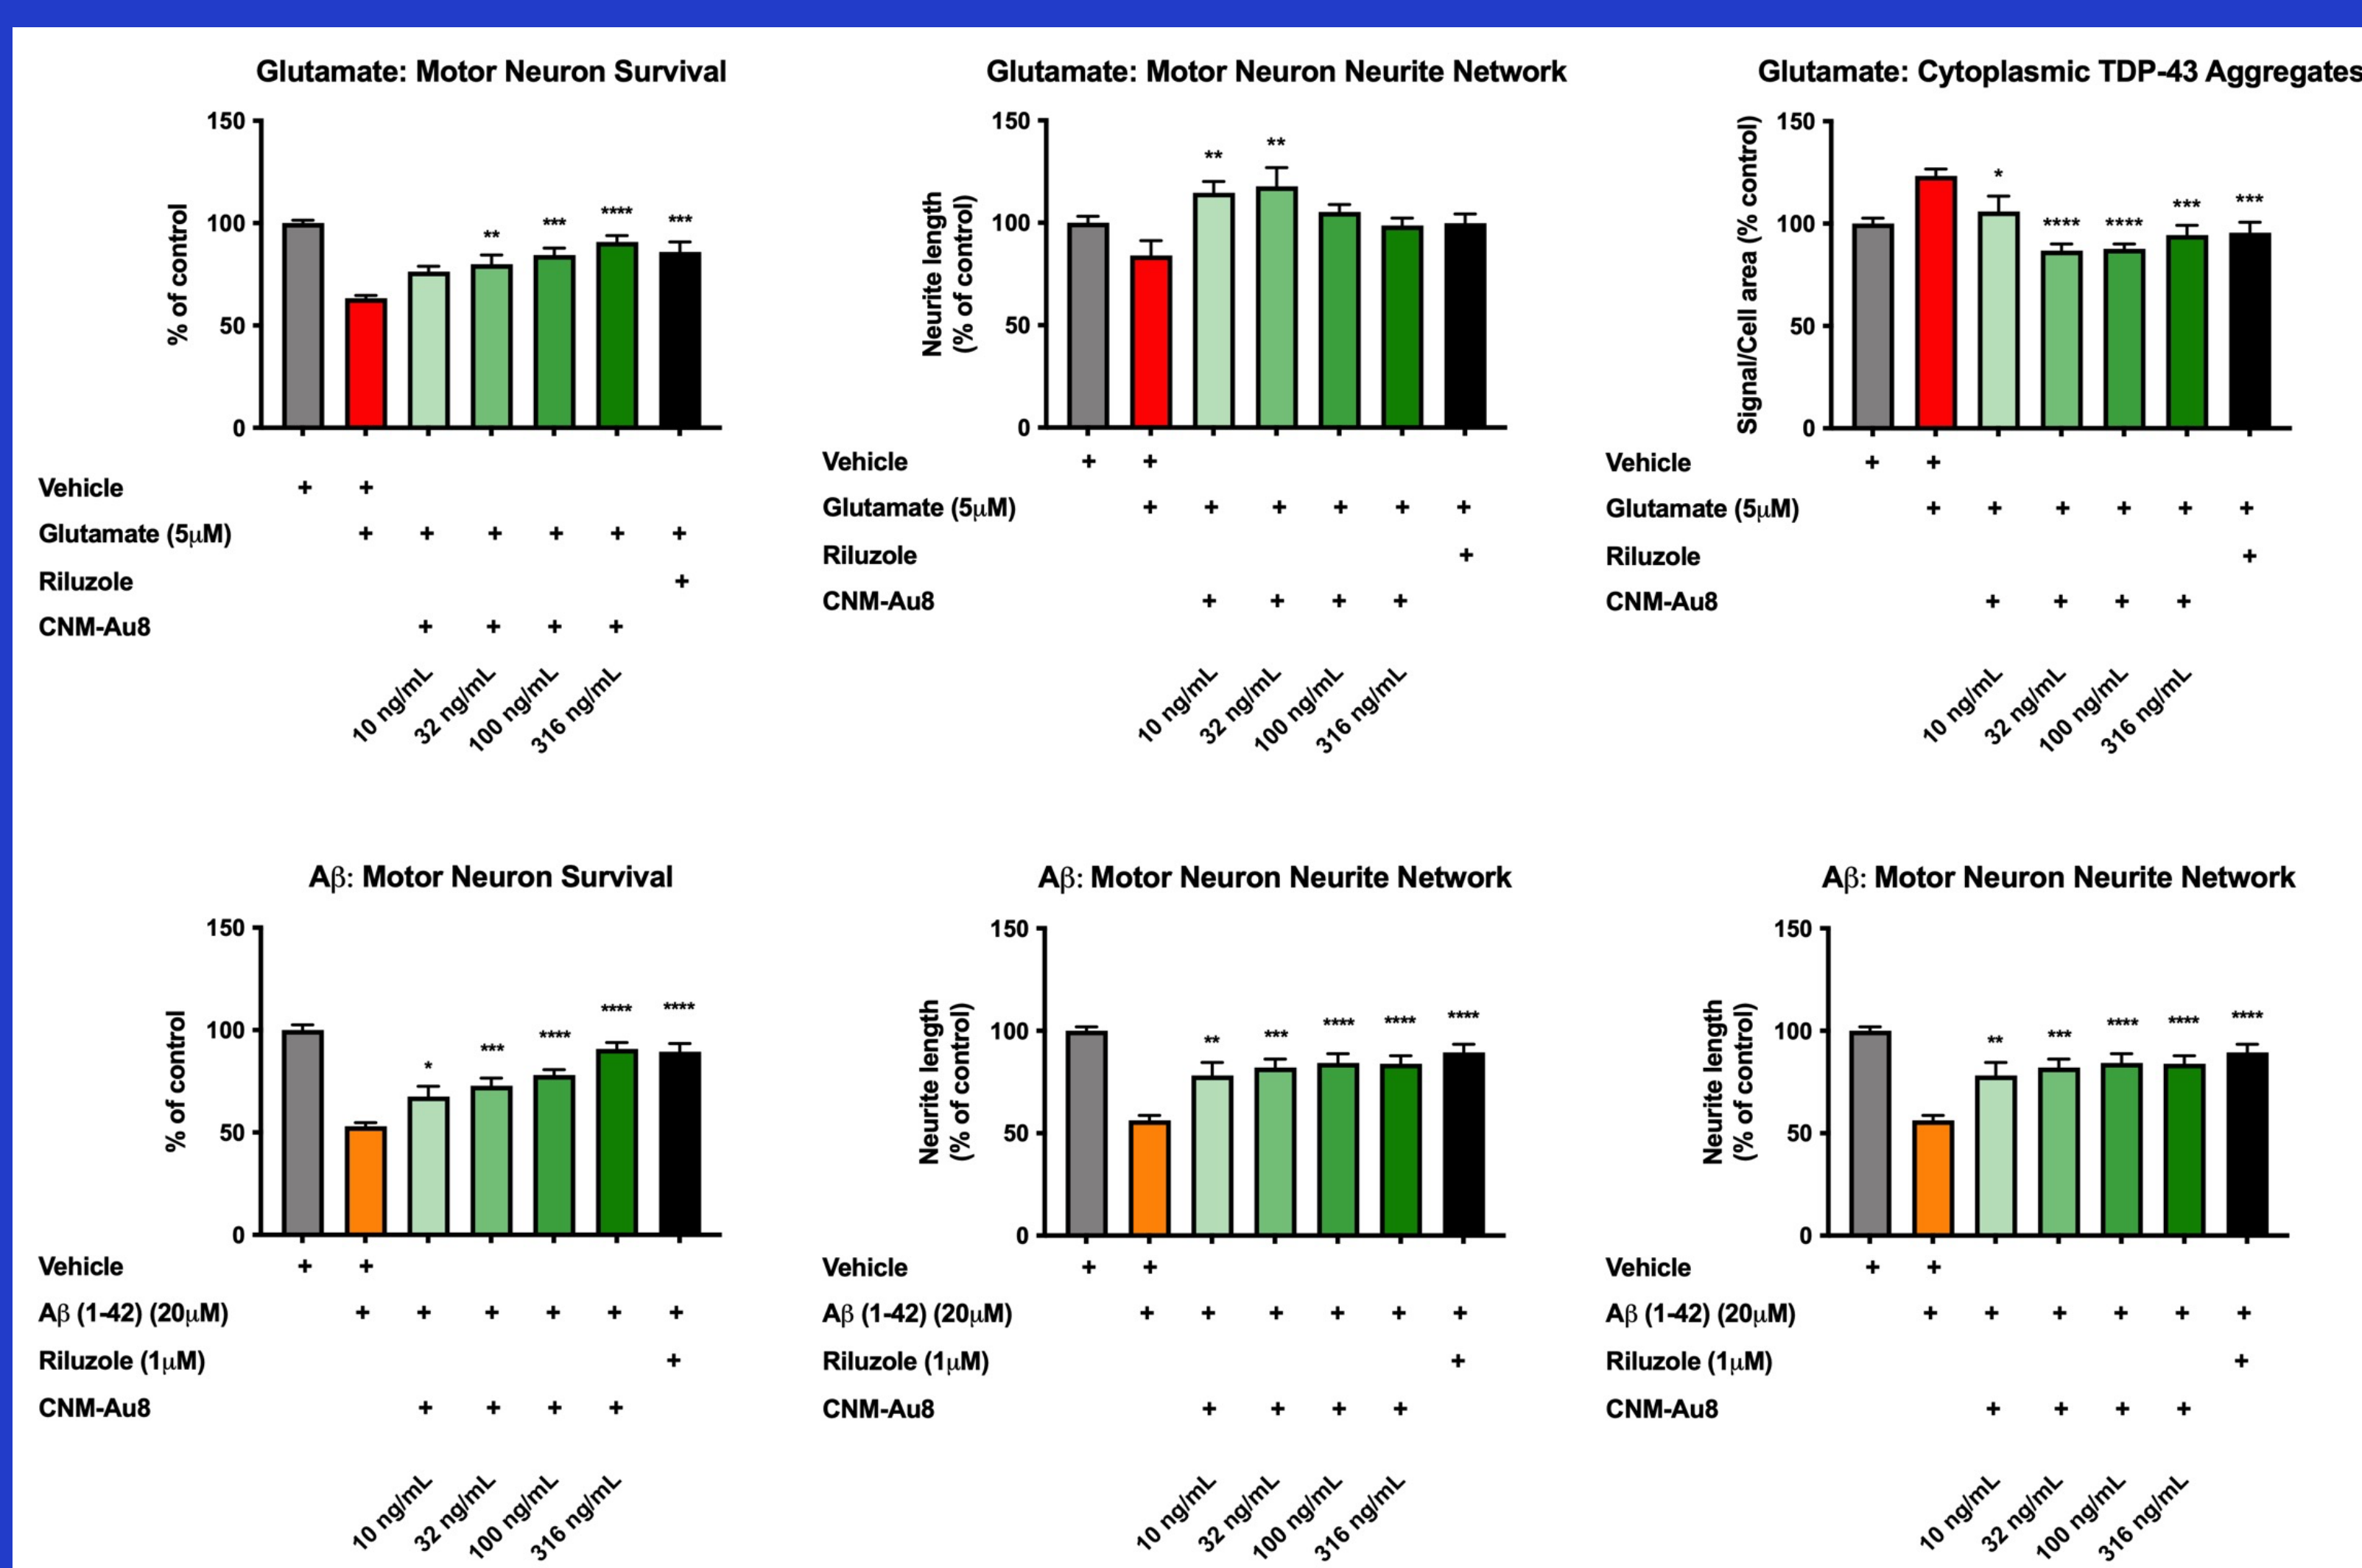 Glutamate: Motor Neuron Survival
% of control
150
100
50
0
** *** **** ***
Vehicle + +
Glutamate (5μM) + + + + + +
Riluzole +
CNM-Au8 + + + +
10 ng/mL
32 ng/mL
100 ng/mL
316 ng/mL
Glutamate: Motor Neuron Neurite Network
Neurite length
(% of control)
150
100
50
0
** **
Vehicle + +
Glutamate (5μM) + + + + + +
Riluzole +
CNM-Au8 + + + +
10 ng/mL
32 ng/mL
100 ng/mL
316 ng/mL
Glutamate: Cytoplasmic TDP-43 Aggregates
Signal/Cell area (% control)
150
100
50
0
* **** **** *** ***
Vehicle + +
Glutamate (5μM) + + + + + +
Riluzole +
CNM-Au8 + + + +
10 ng/mL
32 ng/mL
100 ng/mL
316 ng/mL
Aβ: Motor Neuron Survival
% of control
150
100
50
0
* *** **** **** ****
Vehicle + +
Aβ (1-42) (20μM) + + + + + +
Riluzole (1μM) +
CNM-Au8 + + + +
10 ng/mL
32 ng/mL
100 ng/mL
316 ng/mL
Aβ: Motor Neuron Neurite Network
Neurite length
(% of control)
150
100
50
0
** *** **** **** ****
Vehicle + +
Aβ (1-42) (20μM) + + + + + +
Riluzole (1μM) +
CNM-Au8 + + + +
10 ng/mL
32 ng/mL
100 ng/mL
316 ng/mL
Aβ: Motor Neuron Neurite Network
Neurite length
(% of control)
150
100
50
0
** *** **** **** ****
Vehicle + +
Aβ (1-42) (20μM) + + + + + +
Riluzole (1μM) +
CNM-Au8 + + + +
10 ng/mL
32 ng/mL
100 ng/mL
316 ng/mL